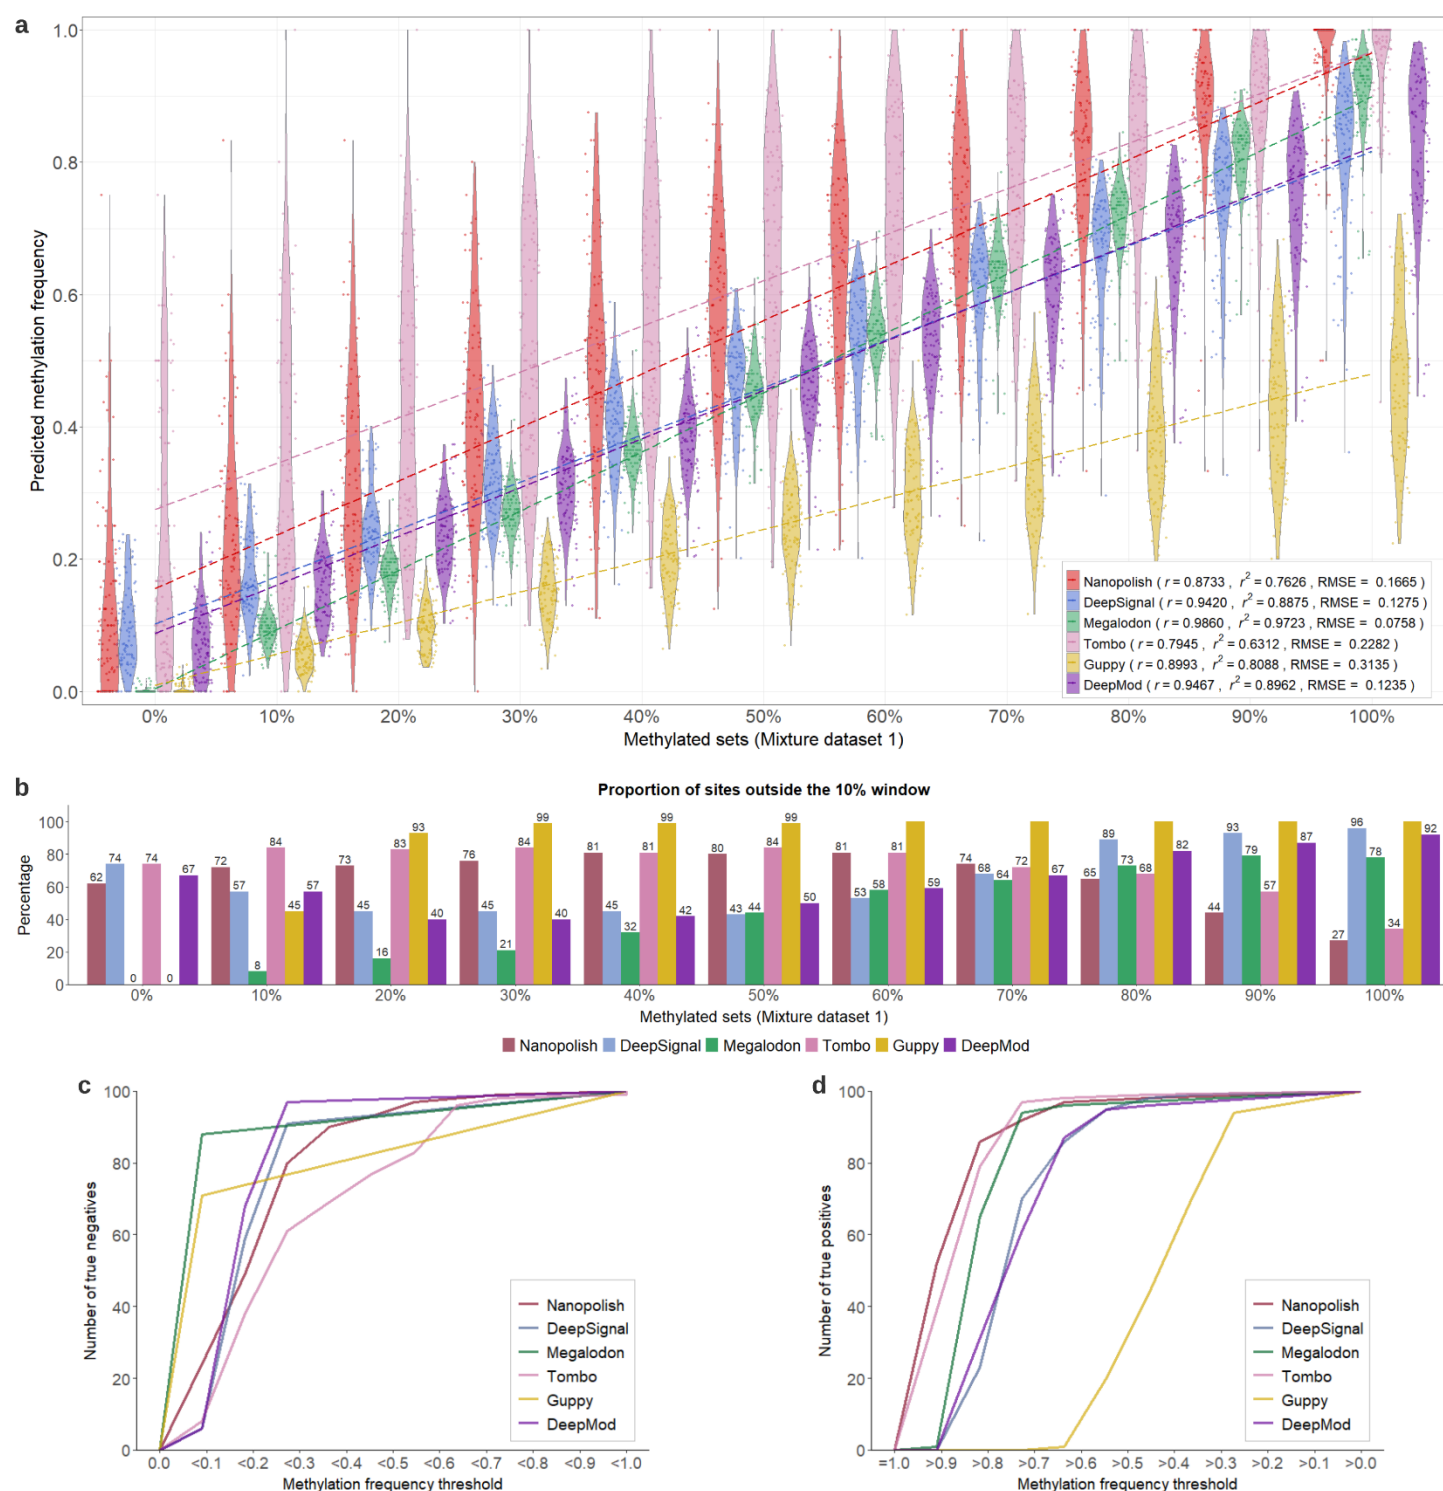 a
1.0
0.8
0.6
0.4
0.2
0.0
Predicted methylation frequency
Nanopolish ( r = 0.8733 , r² = 0.7626 , RMSE = 0.1665 )
DeepSignal ( r = 0.9420 , r² = 0.8875 , RMSE = 0.1275 )
Megalodon ( r = 0.9860 , r² = 0.9723 , RMSE = 0.0758 )
Tombo ( r = 0.7945 , r² = 0.6312 , RMSE = 0.2282 )
Guppy ( r = 0.8993 , r² = 0.8088 , RMSE = 0.3135 )
DeepMod ( r = 0.9467 , r² = 0.8962 , RMSE = 0.1235 )
0% 10% 20% 30% 40% 50% 60% 70% 80% 90% 100%
Methylated sets (Mixture dataset 1)
b
Proportion of sites outside the 10% window
100
80
60
40
20
0
Percentage
62 74 0 74 0 67
72 57 8 84 45 57
73 45 16 83 93 40
76 45 21 84 99 40
81 45 32 81 99 42
80 43 44 84 99 50
81 53 58 81 59
74 68 64 72 67
65 89 73 68 82
44 93 79 57 87
27 96 78 34 92
0% 10% 20% 30% 40% 50% 60% 70% 80% 90% 100%
Methylated sets (Mixture dataset 1)
Nanopolish DeepSignal Megalodon Tombo Guppy DeepMod
c
100
80
60
40
20
0
Number of true negatives
Nanopolish
DeepSignal
Megalodon
Tombo
Guppy
DeepMod
0.0 <0.1 <0.2 <0.3 <0.4 <0.5 <0.6 <0.7 <0.8 <0.9 <1.0
Methylation frequency threshold
d
100
80
60
40
20
0
Number of true positives
Nanopolish
DeepSignal
Megalodon
Tombo
Guppy
DeepMod
=1.0 >0.9 >0.8 >0.7 >0.6 >0.5 >0.4 >0.3 >0.2 >0.1 >0.0
Methylation frequency threshold